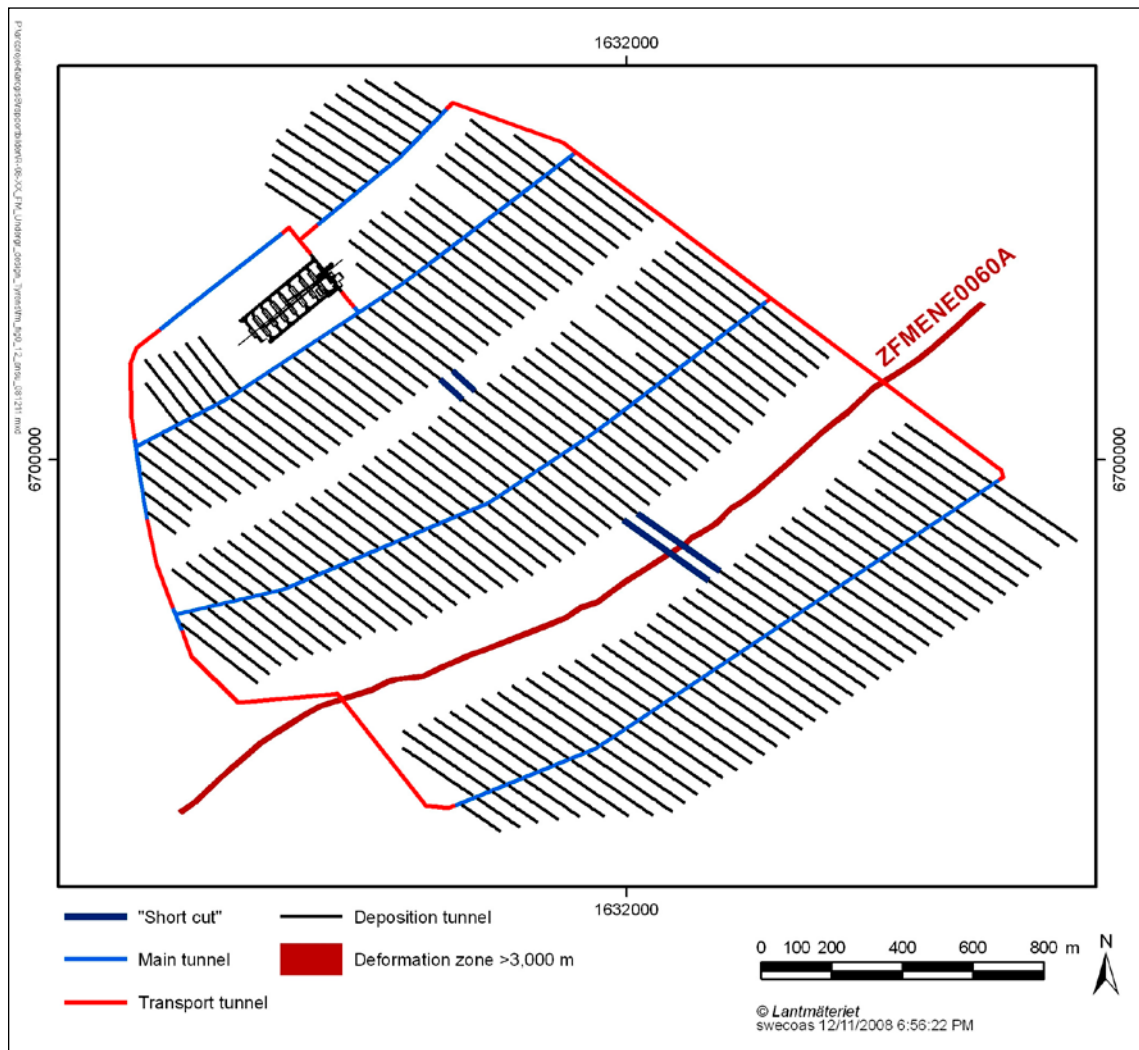 1632000
ZFMENE0060A
6700000
6700000
1632000
"Short cut"
Deposition tunnel
Main tunnel
Deformation zone >3,000 m
Transport tunnel
0 100 200 400 600 800 m
N
© Lantmäteriet
swecoas 12/11/2008 6:56:22 PM